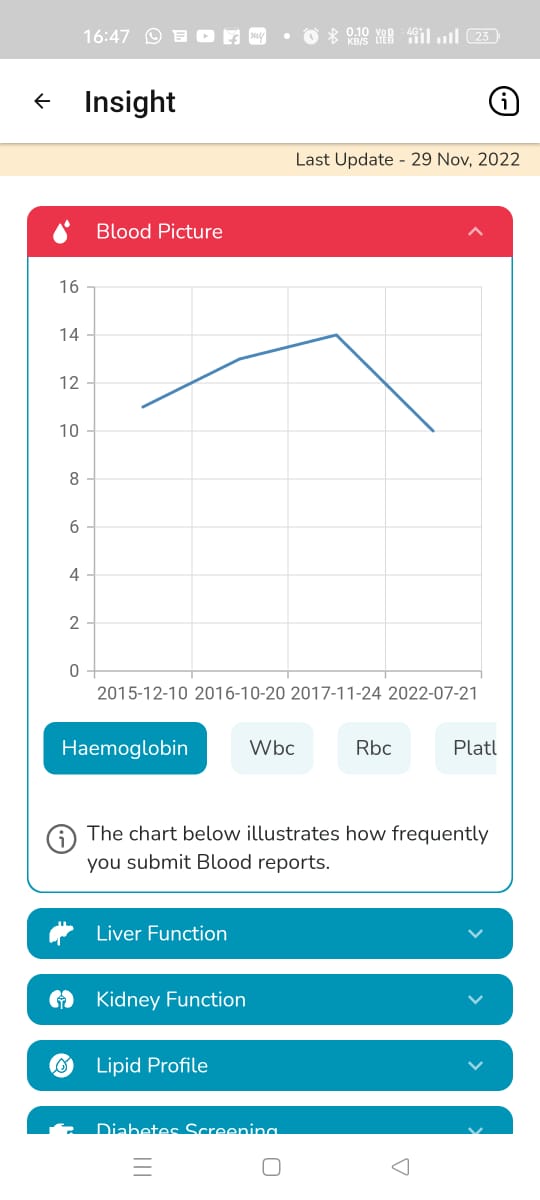 16:47 0.10 KB/S VoD LTEB 4G+ 23
Insight
Last Update - 29 Nov, 2022
Blood Picture
16
14
12
10
8
6
4
2
0
2015-12-10 2016-10-20 2017-11-24 2022-07-21
Haemoglobin Wbc Rbc Platl
The chart below illustrates how frequently
you submit Blood reports.
Liver Function
Kidney Function
Lipid Profile
Diabetes Screening